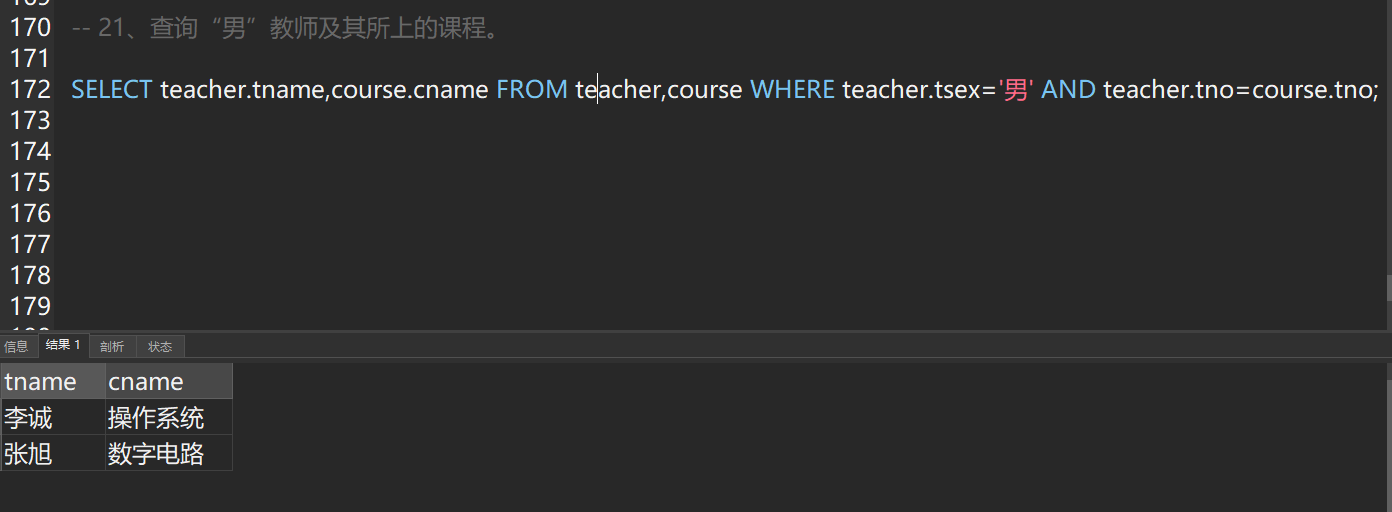 170 -- 21、查询“男”教师及其所上的课程。
171
172 SELECT teacher.tname,course.cname FROM teacher,course WHERE teacher.tsex='男' AND teacher.tno=course.tno;
173
174
175
176
177
178
179
信息 结果 1 剖析 状态
tname cname
李诚 操作系统
张旭 数字电路